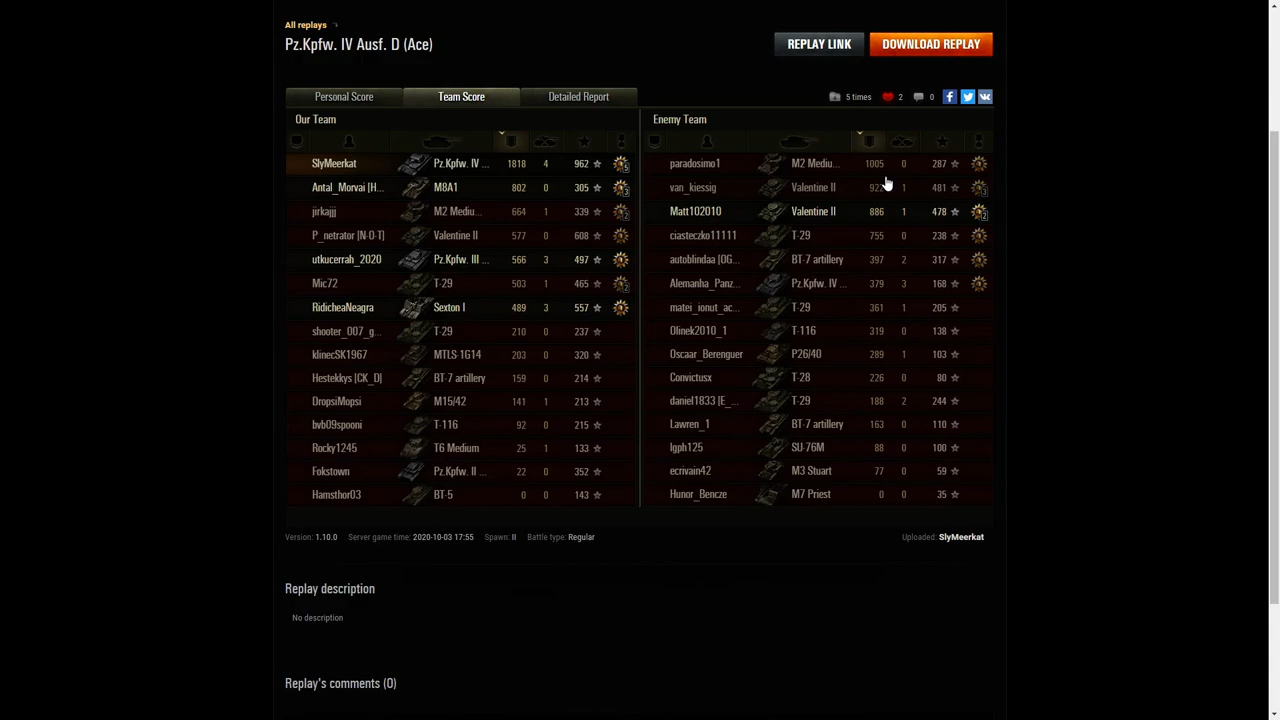 All replays
Pz.Kpfw. IV Ausf. D (Ace)
REPLAY LINK
DOWNLOAD REPLAY
Personal Score
Team Score
Detailed Report
5 times
2
0
Our Team
SlyMeerkat Pz.Kpfw. IV ... 1818 4 962 5
Antal_Morvai [H... M8A1 802 0 305 3
jirkajjj M2 Mediu... 664 1 339 2
P_netrator [N-O-T] Valentine II 577 0 608
utkucerrah_2020 Pz.Kpfw. III ... 566 3 497
Mic72 T-29 503 1 465 2
RidicheaNeagra Sexton I 489 3 557
shooter_007_g... T-29 210 0 237
klinecSK1967 MTLS-1G14 203 0 320
Hestekkys [CK_D] BT-7 artillery 159 0 214
DropsiMopsi M15/42 141 1 213
bvb09spooni T-116 92 0 215
Rocky1245 T6 Medium 25 1 133
Fokstown Pz.Kpfw. II ... 22 0 352
Hamsthor03 BT-5 0 0 143
Enemy Team
paradosimo1 M2 Mediu... 1005 0 287
van_kiessig Valentine II 1 481 3
Matt102010 Valentine II 886 1 478 2
ciasteczko11111 T-29 755 0 238
autoblindaa [OG... BT-7 artillery 397 2 317
Alemanha_Panz... Pz.Kpfw. IV ... 379 3 168
matei_ionut_ac... T-29 361 1 205
Olinek2010_1 T-116 319 0 138
Oscaar_Berenguer P26/40 289 1 103
Convictusx T-28 226 0 80
daniel1833 [E_... T-29 188 2 244
Lawren_1 BT-7 artillery 163 0 110
lgph125 SU-76M 88 0 100
ecrivain42 M3 Stuart 77 0 59
Hunor_Bencze M7 Priest 0 0 35
Version: 1.10.0 Server game time: 2020-10-03 17:55 Spawn: II Battle type: Regular
Uploaded: SlyMeerkat
Replay description
No description
Replay's comments (0)